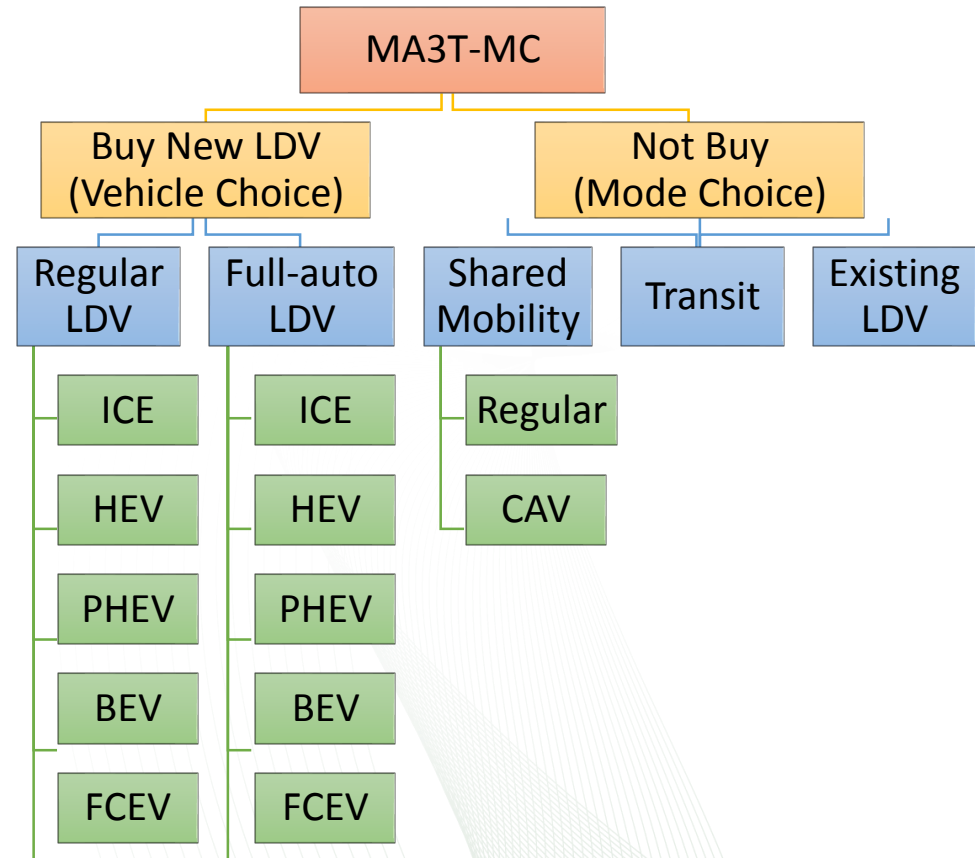 MA3T-MC
Buy New LDV
(Vehicle Choice)
Not Buy
(Mode Choice)
Regular
LDV
Full-auto
LDV
Shared
Mobility
Transit
Existing
LDV
ICE
HEV
PHEV
BEV
FCEV
ICE
HEV
PHEV
BEV
FCEV
Regular
CAV